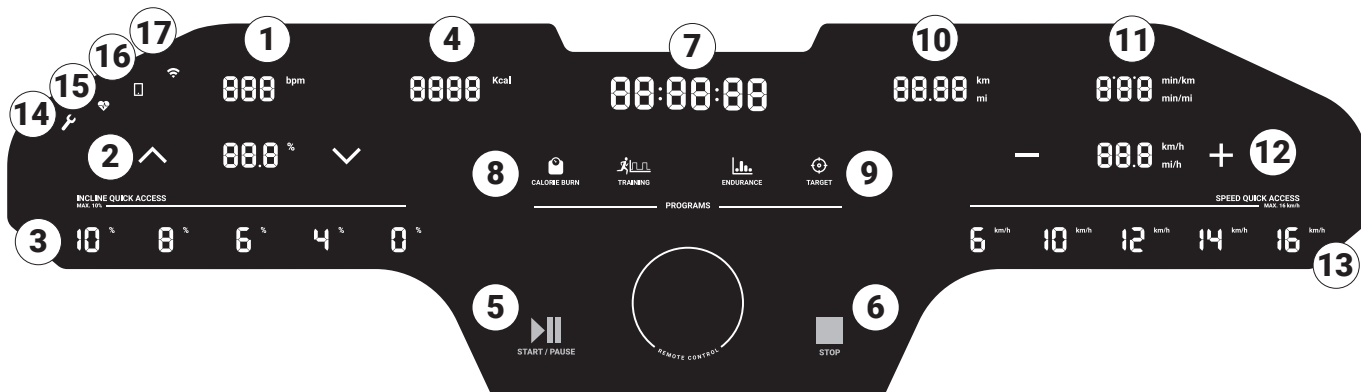 17
1
4
7
10
11
16
15
14
888 bpm
8888 Kcal
88:88:88
88.88 km
mi
888 min/km
min/mi
2
88.8 %
8
CALORIE BURN
TRAINING
ENDURANCE
TARGET
9
88.8 km/h
mi/h
12
INCLINE QUICK ACCESS
MAX. 10%
PROGRAMS
SPEED QUICK ACCESS
MAX. 16 km/h
3
10 % 8 % 6 % 4 % 0 %
6 km/h 10 km/h 12 km/h 14 km/h 16 km/h
13
5
START / PAUSE
REMOTE CONTROL
6
STOP